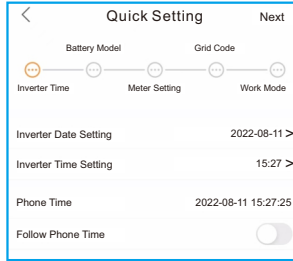 Quick Setting Next
Battery Model Grid Code
Inverter Time Meter Setting Work Mode
Inverter Date Setting 2022-08-11 >
Inverter Time Setting 15:27 >
Phone Time 2022-08-11 15:27:25
Follow Phone Time